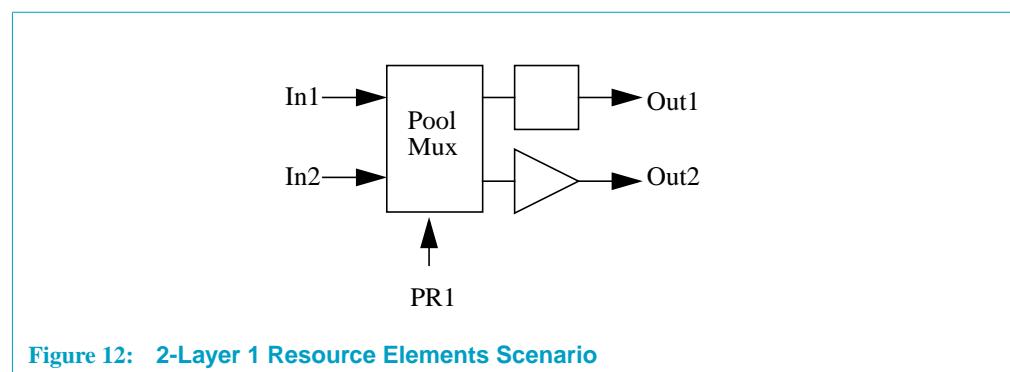 In1
Pool
Mux
Out1
In2
Out2
PR1
Figure 12: 2-Layer 1 Resource Elements Scenario